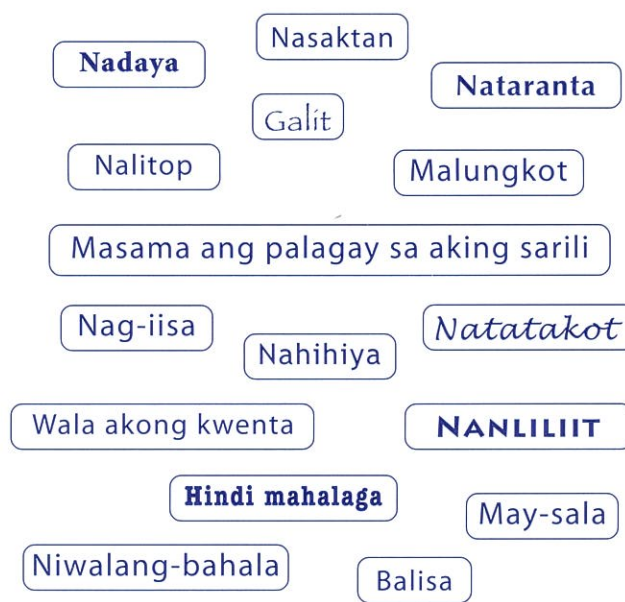 Nasaktan
Nadaya
Nataranta
Galit
Nalitop
Malungkot
Masama ang palagay sa aking sarili
Nag-iisa
Natatakot
Nahihiya
Wala akong kwenta
NANLILIIT
Hindi mahalaga
May-sala
Niwalang-bahala
Balisa